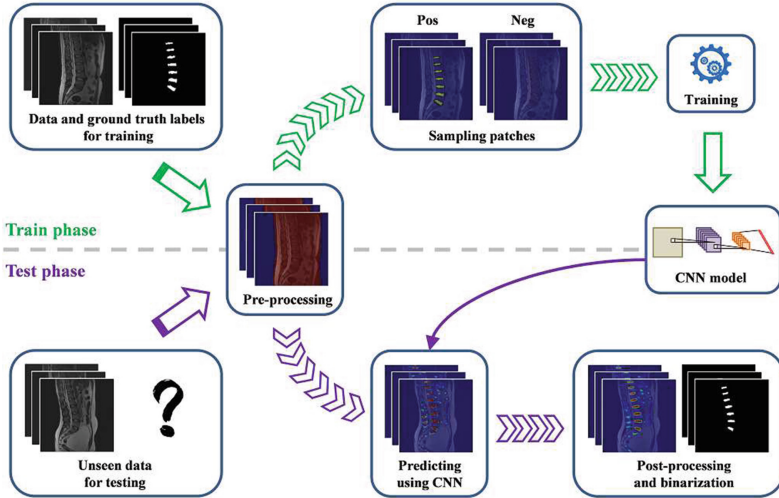 Pos
Neg
Data and ground truth labels
for training
Sampling patches
Training
Train phase
Test phase
Pre-processing
CNN model
Unseen data
for testing
Predicting
using CNN
Post-processing
and binarization